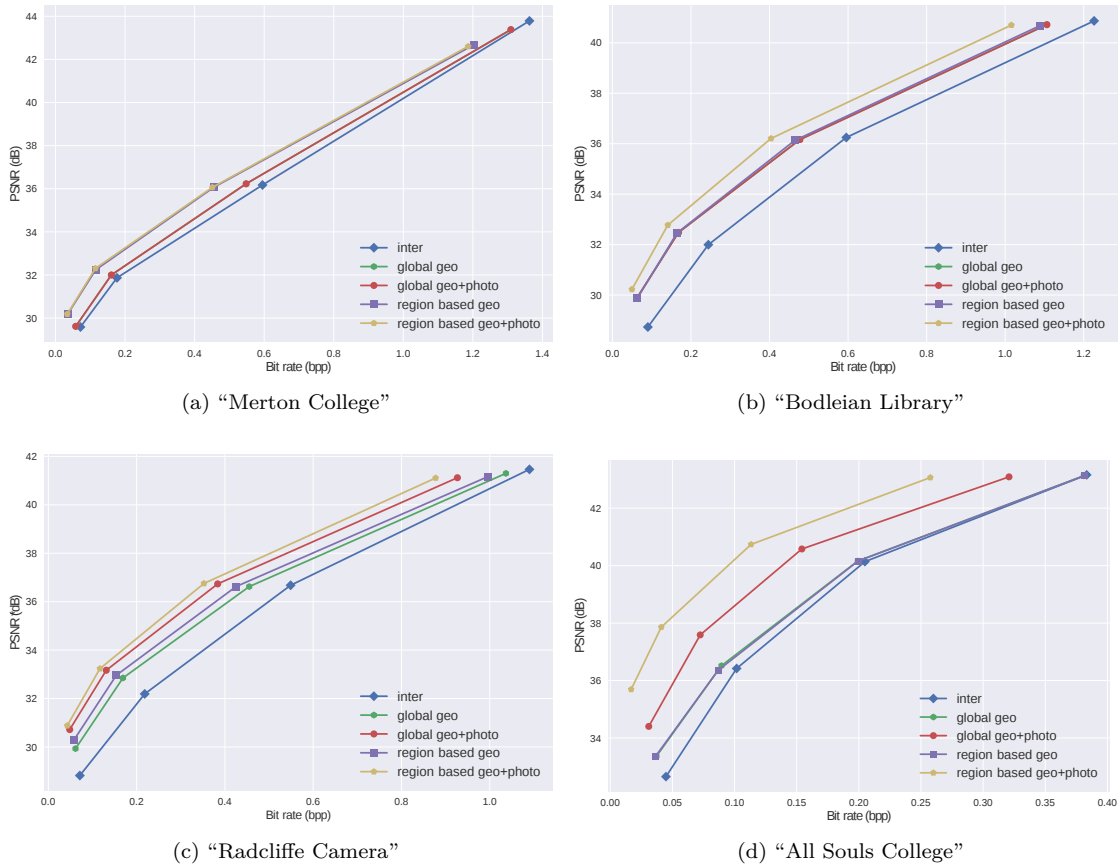 44
42
40
38
36
34
32
30
PSNR (dB)
inter
global geo
global geo+photo
region based geo
region based geo+photo
0.0 0.2 0.4 0.6 0.8 1.0 1.2 1.4
Bit rate (bpp)
(a) “Merton College”
40
38
36
34
32
30
PSNR (dB)
inter
global geo
global geo+photo
region based geo
region based geo+photo
0.0 0.2 0.4 0.6 0.8 1.0 1.2
Bit rate (bpp)
(b) “Bodleian Library”
42
40
38
36
34
32
30
PSNR (dB)
inter
global geo
global geo+photo
region based geo
region based geo+photo
0.0 0.2 0.4 0.6 0.8 1.0
Bit rate (bpp)
(c) “Radcliffe Camera”
42
40
38
36
34
PSNR (dB)
inter
global geo
global geo+photo
region based geo
region based geo+photo
0.00 0.05 0.10 0.15 0.20 0.25 0.30 0.35 0.40
Bit rate (bpp)
(d) “All Souls College”